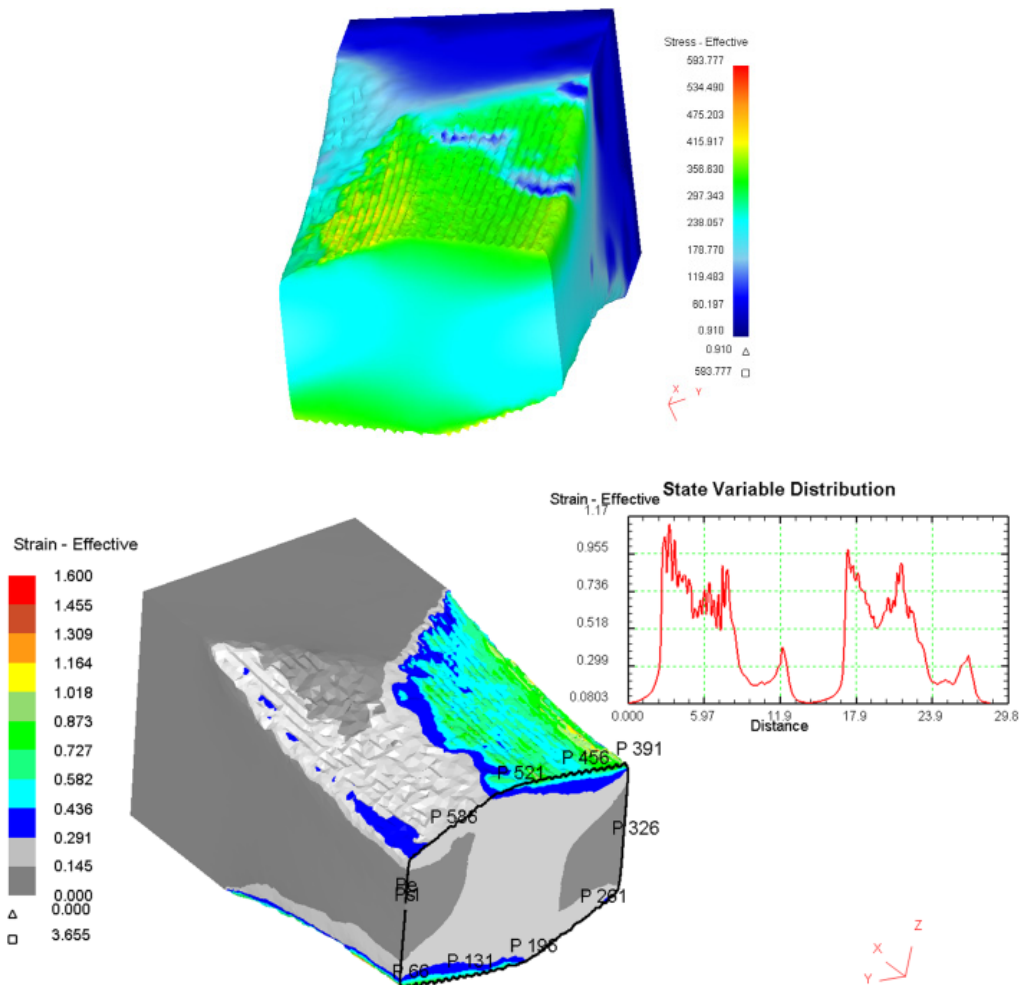 Stress - Effective
593.777
534.490
475.203
415.917
356.630
297.343
238.057
178.770
119.483
60.197
0.910
0.910
593.777
X Y
State Variable Distribution
Strain - Effective
1.17
0.955
0.736
0.518
0.299
0.0803
0.000 5.97 11.9 17.9 23.9 29.8
Distance
Strain - Effective
1.600
1.455
1.309
1.164
1.018
0.873
0.727
0.582
0.436
0.291
0.145
0.000
0.000
3.655
P 391
P 456
P 521
P 586
P 326
P 261
P 196
P 131
P 66
Z
X
Y